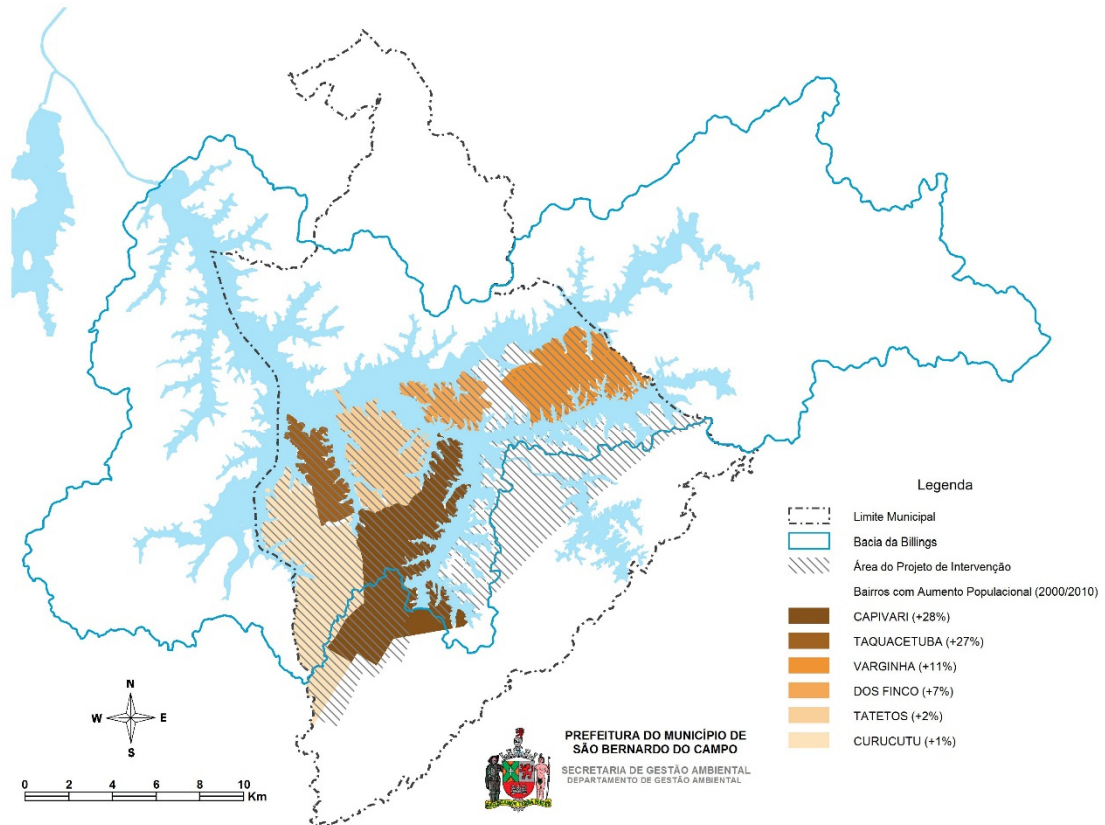 Legenda
Limite Municipal
Bacia da Billings
Área do Projeto de Intervenção
Bairros com Aumento Populacional (2000/2010)
CAPIVARI (+28%)
TAQUACETUBA (+27%)
VARGINHA (+11%)
DOS FINCO (+7%)
TATETOS (+2%)
CURUCUTU (+1%)
N
W E
S
0 2 4 6 8 10
Km
PREFEITURA DO MUNICÍPIO DE
SÃO BERNARDO DO CAMPO
SECRETARIA DE GESTÃO AMBIENTAL
DEPARTAMENTO DE GESTÃO AMBIENTAL